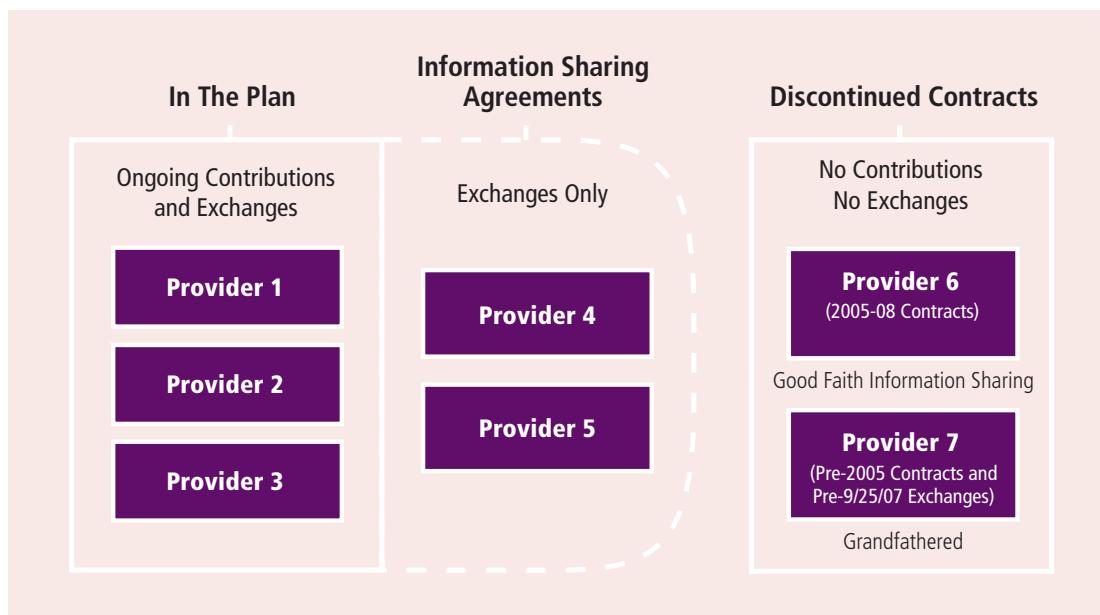 In The Plan
Ongoing Contributions
and Exchanges
Provider 1
Provider 2
Provider 3
Information Sharing
Agreements
Exchanges Only
Provider 4
Provider 5
Discontinued Contracts
No Contributions
No Exchanges
Provider 6
(2005-08 Contracts)
Good Faith Information Sharing
Provider 7
(Pre-2005 Contracts and
Pre-9/25/07 Exchanges)
Grandfathered